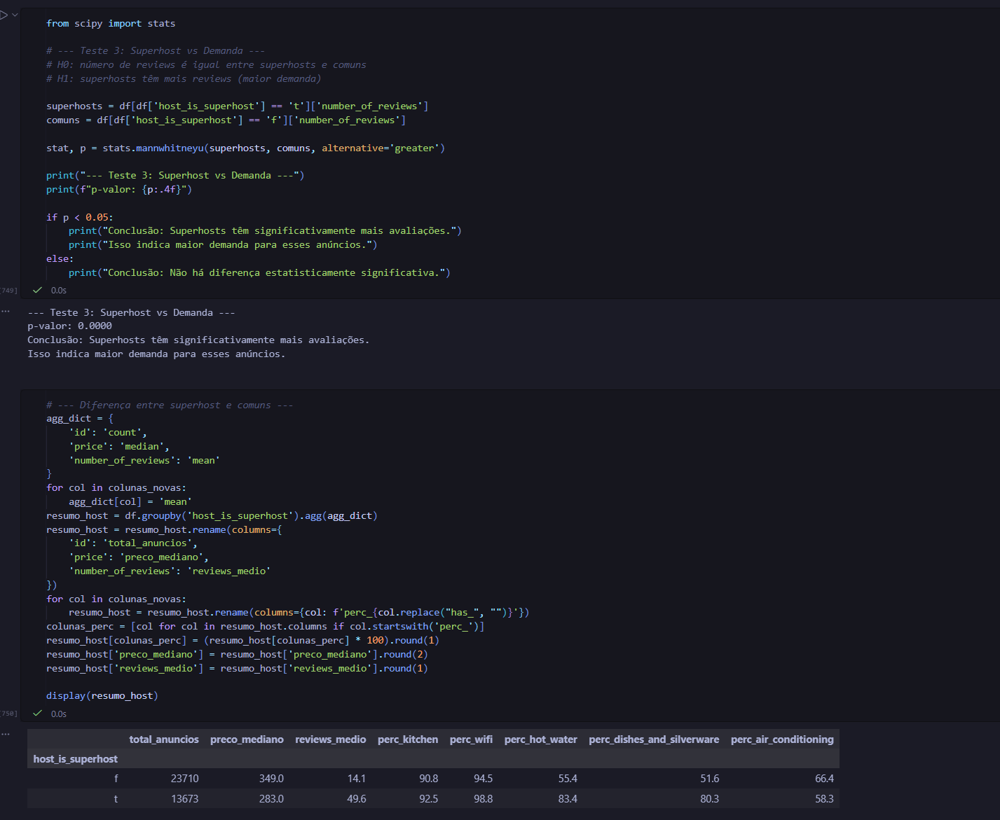 from scipy import stats
# --- Teste 3: Superhost vs Demanda ---
# H0: número de reviews é igual entre superhosts e comuns
# H1: superhosts têm mais reviews (maior demanda)
superhosts = df[df['host_is_superhost'] == 't']['number_of_reviews']
comuns = df[df['host_is_superhost'] == 'f']['number_of_reviews']
stat, p = stats.mannwhitneyu(superhosts, comuns, alternative='greater')
print("--- Teste 3: Superhost vs Demanda ---")
print(f"p-valor: {p:.4f}")
if p < 0.05:
    print("Conclusão: Superhosts têm significativamente mais avaliações.")
    print("Isso indica maior demanda para esses anúncios.")
else:
    print("Conclusão: Não há diferença estatisticamente significativa.")
[749] ✓ 0.0s
... --- Teste 3: Superhost vs Demanda ---
p-valor: 0.0000
Conclusão: Superhosts têm significativamente mais avaliações.
Isso indica maior demanda para esses anúncios.
# --- Diferença entre superhost e comuns ---
agg_dict = {
    'id': 'count',
    'price': 'median',
    'number_of_reviews': 'mean'
}
for col in colunas_novas:
    agg_dict[col] = 'mean'
resumo_host = df.groupby('host_is_superhost').agg(agg_dict)
resumo_host = resumo_host.rename(columns={
    'id': 'total_anuncios',
    'price': 'preco_mediano',
    'number_of_reviews': 'reviews_medio'
})
for col in colunas_novas:
    resumo_host = resumo_host.rename(columns={col: f'perc_{col.replace("has_", "")}'})
colunas_perc = [col for col in resumo_host.columns if col.startswith('perc_')]
resumo_host[colunas_perc] = (resumo_host[colunas_perc] * 100).round(1)
resumo_host['preco_mediano'] = resumo_host['preco_mediano'].round(2)
resumo_host['reviews_medio'] = resumo_host['reviews_medio'].round(1)
display(resumo_host)
[750] ✓ 0.0s
... total_anuncios preco_mediano reviews_medio perc_kitchen perc_wifi perc_hot_water perc_dishes_and_silverware perc_air_conditioning
host_is_superhost
f 23710 349.0 14.1 90.8 94.5 55.4 51.6 66.4
t 13673 283.0 49.6 92.5 98.8 83.4 80.3 58.3